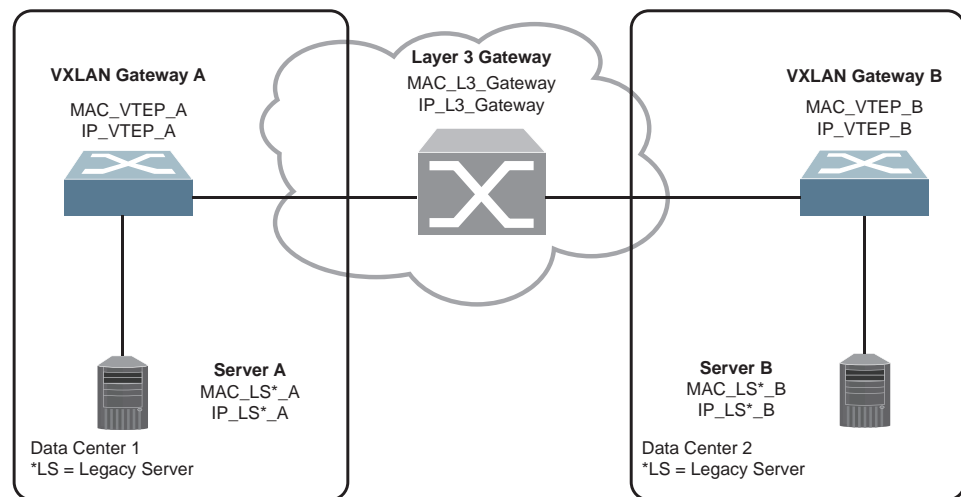 VXLAN Gateway A
MAC_VTEP_A
IP_VTEP_A
Layer 3 Gateway
MAC_L3_Gateway
IP_L3_Gateway
VXLAN Gateway B
MAC_VTEP_B
IP_VTEP_B
Server A
MAC_LS*_A
IP_LS*_A
Data Center 1
*LS = Legacy Server
Server B
MAC_LS*_B
IP_LS*_B
Data Center 2
*LS = Legacy Server